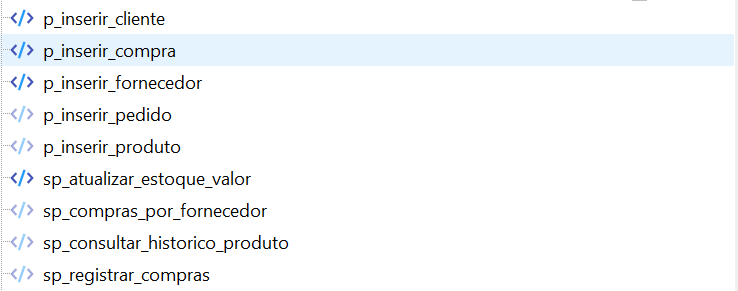 p_inserir_cliente
p_inserir_compra
p_inserir_fornecedor
p_inserir_pedido
p_inserir_produto
sp_atualizar_estoque_valor
sp_compras_por_fornecedor
sp_consultar_historico_produto
sp_registrar_compras